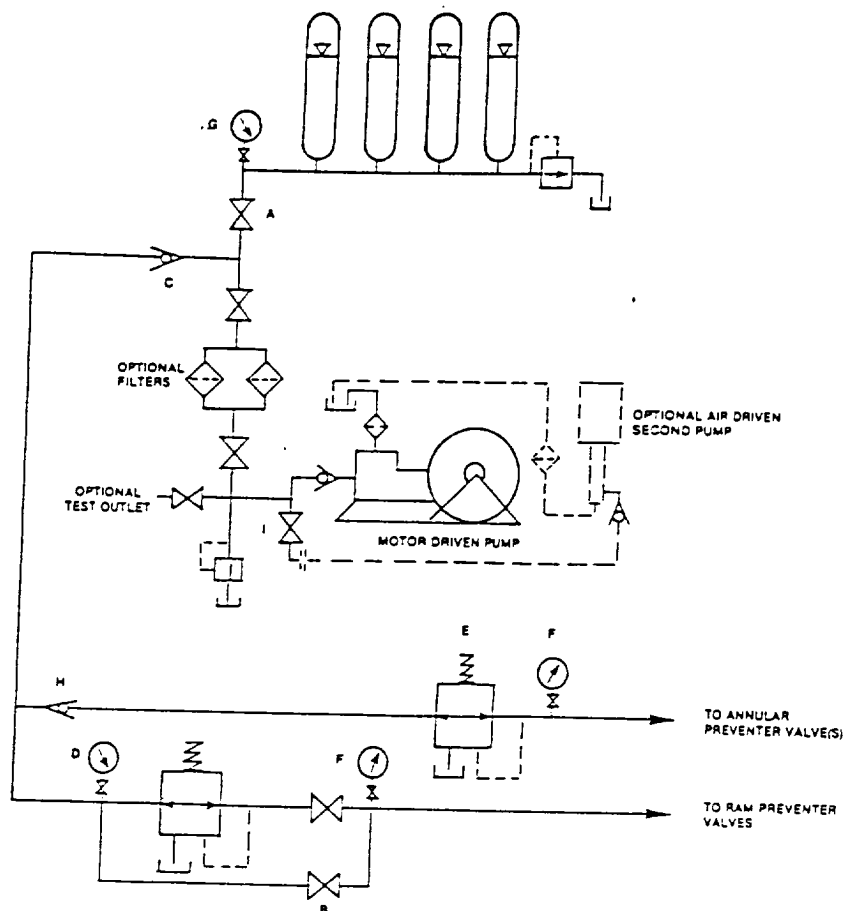 G
A
C
OPTIONAL
FILTERS
OPTIONAL AIR DRIVEN
SECOND PUMP
OPTIONAL
TEST OUTLET
I
MOTOR DRIVEN PUMP
E
F
H
TO ANNULAR
PREVENTER VALVE(S)
D
F
TO RAM PREVENTER
VALVES
B